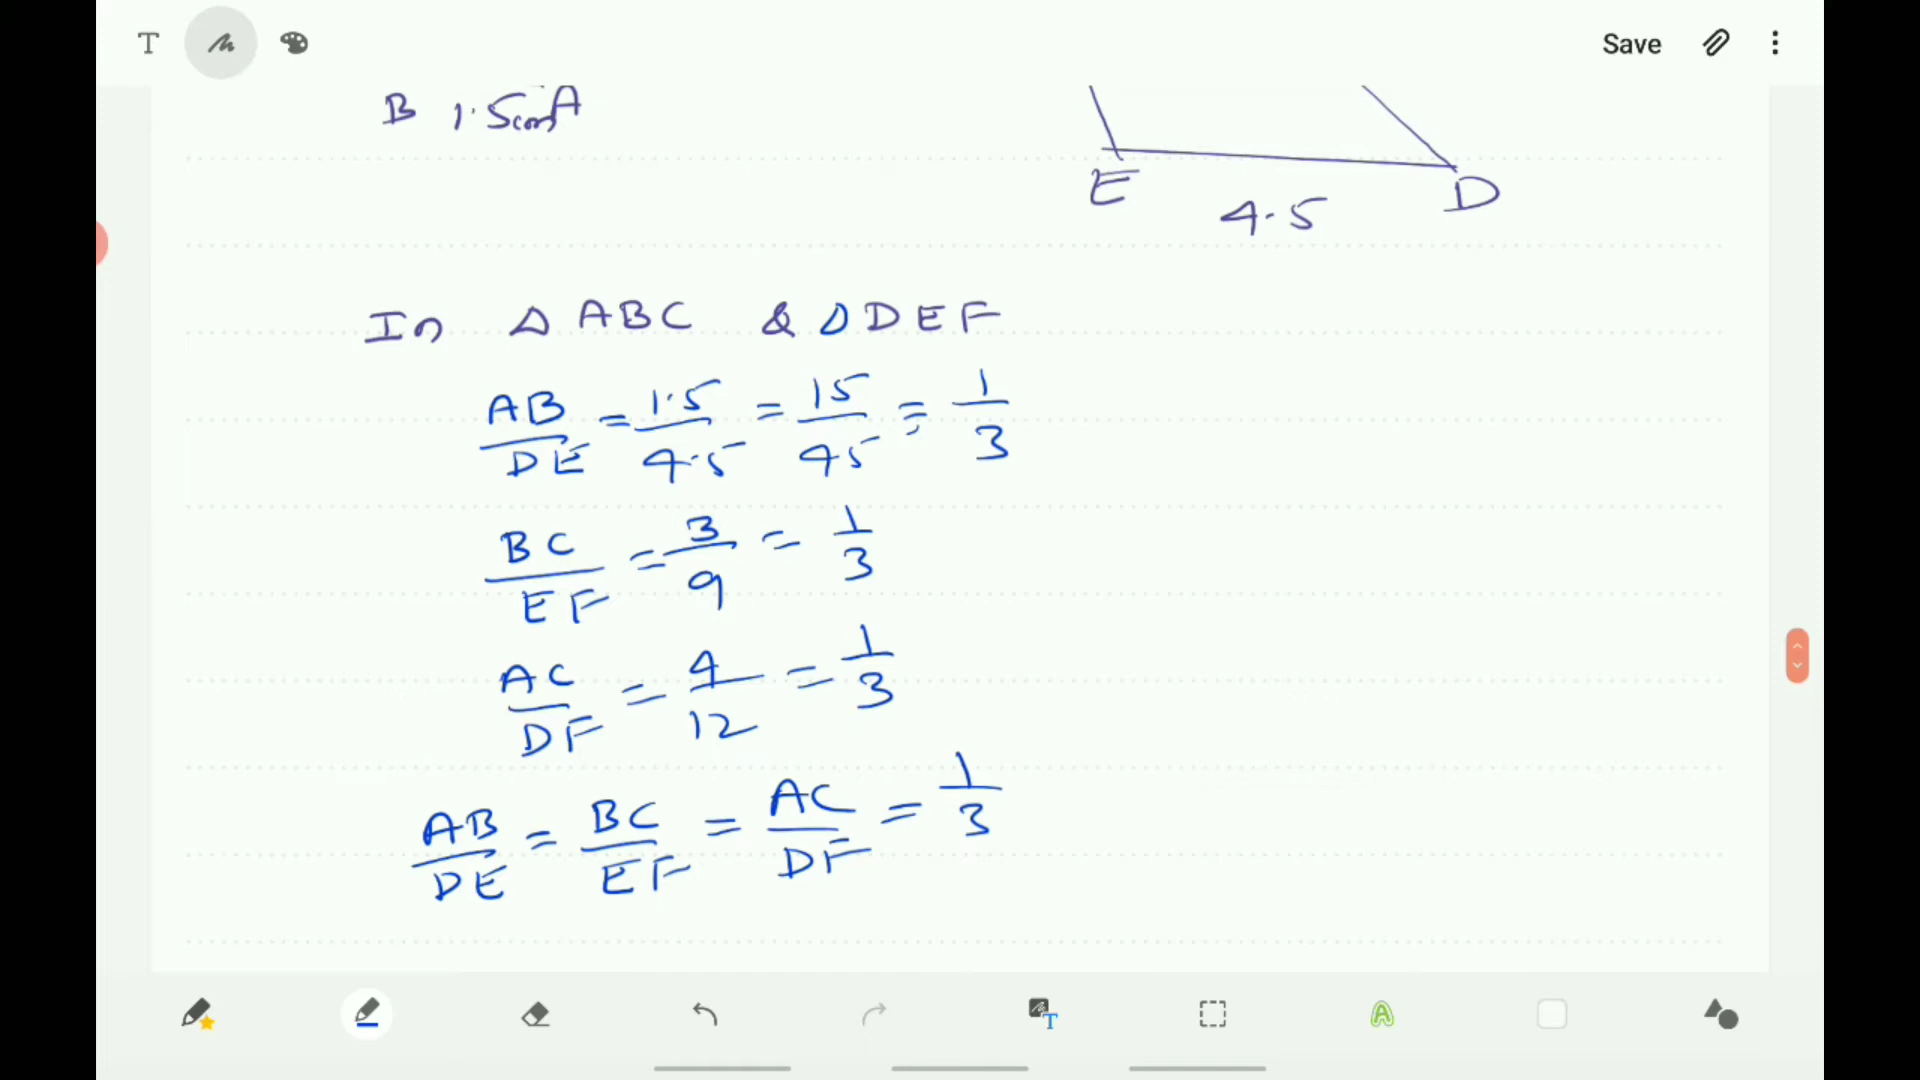 T
Save
B 1.5cm A
E
D
4.5
In △ ABC & △ DEF
AB/DE = 1.5/4.5 = 15/45 = 1/3
BC/EF = 3/9 = 1/3
AC/DF = 4/12 = 1/3
AB/DE = BC/EF = AC/DF = 1/3
T
A